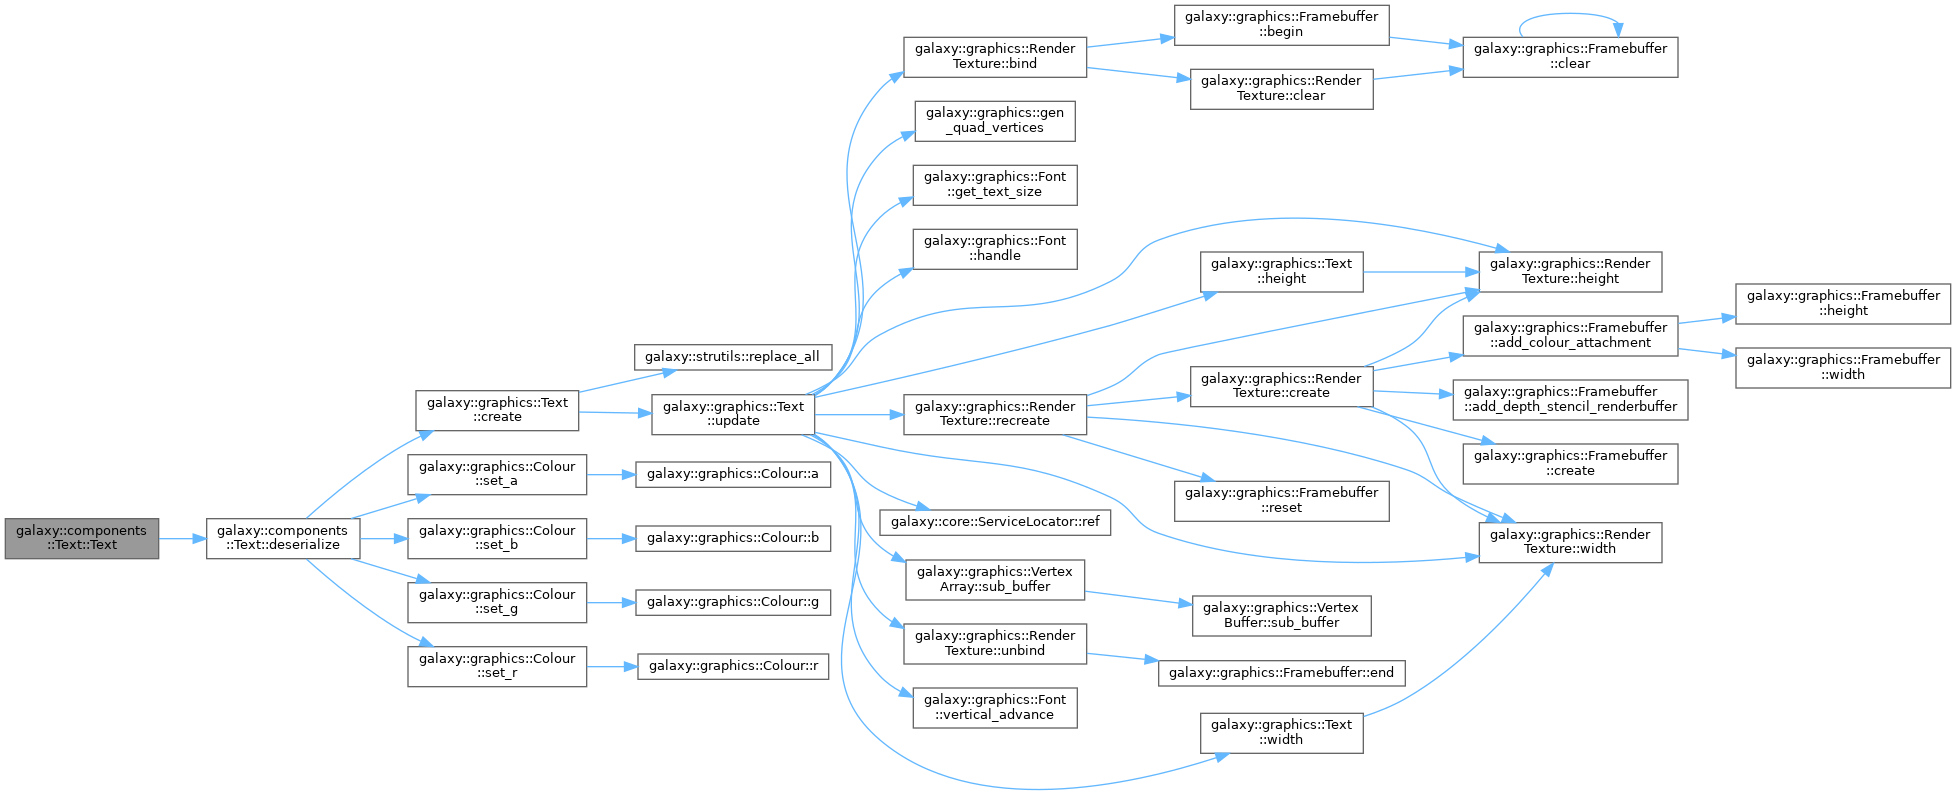 galaxy::components
::Text::Text
galaxy::components
::Text::deserialize
galaxy::graphics::Text
::create
galaxy::strutils::replace_all
galaxy::graphics::Text
::update
galaxy::graphics::Render
Texture::bind
galaxy::graphics::Framebuffer
::begin
galaxy::graphics::Framebuffer
::clear
galaxy::graphics::Render
Texture::clear
galaxy::graphics::gen
_quad_vertices
galaxy::graphics::Font
::get_text_size
galaxy::graphics::Font
::handle
galaxy::graphics::Render
Texture::height
galaxy::graphics::Text
::height
galaxy::graphics::Render
Texture::recreate
galaxy::graphics::Render
Texture::create
galaxy::graphics::Framebuffer
::add_colour_attachment
galaxy::graphics::Framebuffer
::height
galaxy::graphics::Framebuffer
::width
galaxy::graphics::Framebuffer
::add_depth_stencil_renderbuffer
galaxy::graphics::Framebuffer
::create
galaxy::graphics::Render
Texture::width
galaxy::graphics::Framebuffer
::reset
galaxy::core::ServiceLocator::ref
galaxy::graphics::Vertex
Array::sub_buffer
galaxy::graphics::Vertex
Buffer::sub_buffer
galaxy::graphics::Render
Texture::unbind
galaxy::graphics::Framebuffer::end
galaxy::graphics::Font
::vertical_advance
galaxy::graphics::Text
::width
galaxy::graphics::Colour
::set_a
galaxy::graphics::Colour::a
galaxy::graphics::Colour
::set_b
galaxy::graphics::Colour::b
galaxy::graphics::Colour
::set_g
galaxy::graphics::Colour::g
galaxy::graphics::Colour
::set_r
galaxy::graphics::Colour::r